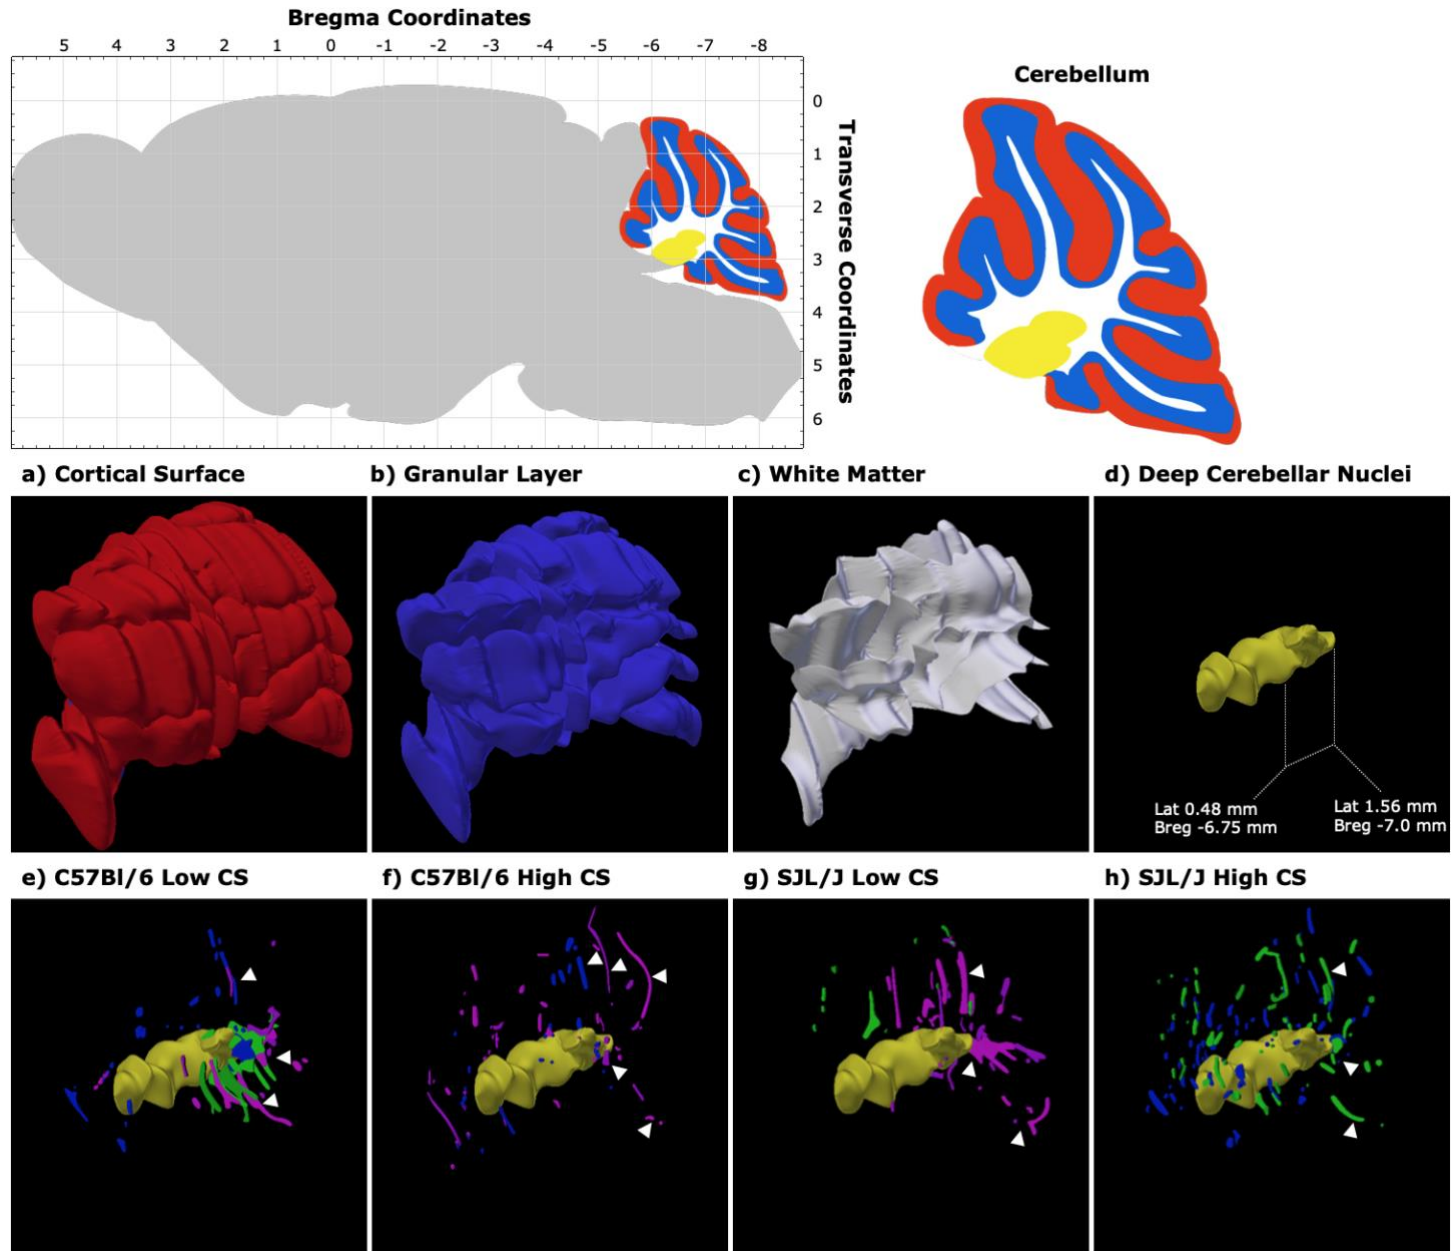 Bregma Coordinates
5 4 3 2 1 0 -1 -2 -3 -4 -5 -6 -7 -8
Cerebellum
0
1
2
3
4
5
6
Transverse Coordinates
a) Cortical Surface
b) Granular Layer
c) White Matter
d) Deep Cerebellar Nuclei
Lat 0.48 mm
Breg -6.75 mm
Lat 1.56 mm
Breg -7.0 mm
e) C57Bl/6 Low CS
f) C57Bl/6 High CS
g) SJL/J Low CS
h) SJL/J High CS